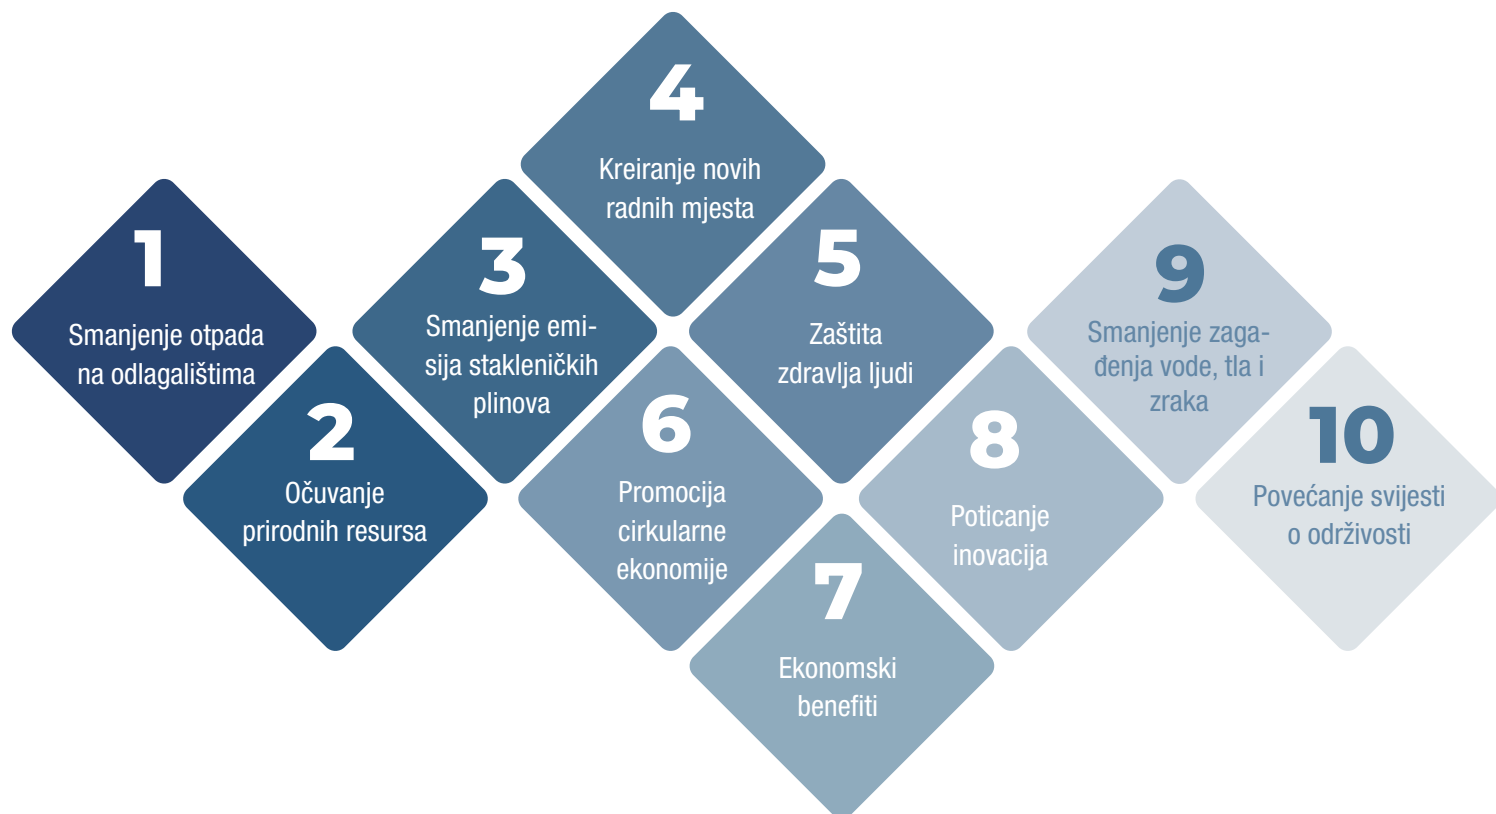 1
Smanjenje otpada
na odlagalištima
2
Očuvanje
prirodnih resursa
3
Smanjenje emi-
sija stakleničkih
plinova
4
Kreiranje novih
radnih mjesta
5
Zaštita
zdravlja ljudi
6
Promocija
cirkularne
ekonomije
7
Ekonomski
benefiti
8
Poticanje
inovacija
9
Smanjenje zaga-
đenja vode, tla i
zraka
10
Povećanje svijesti
o održivosti